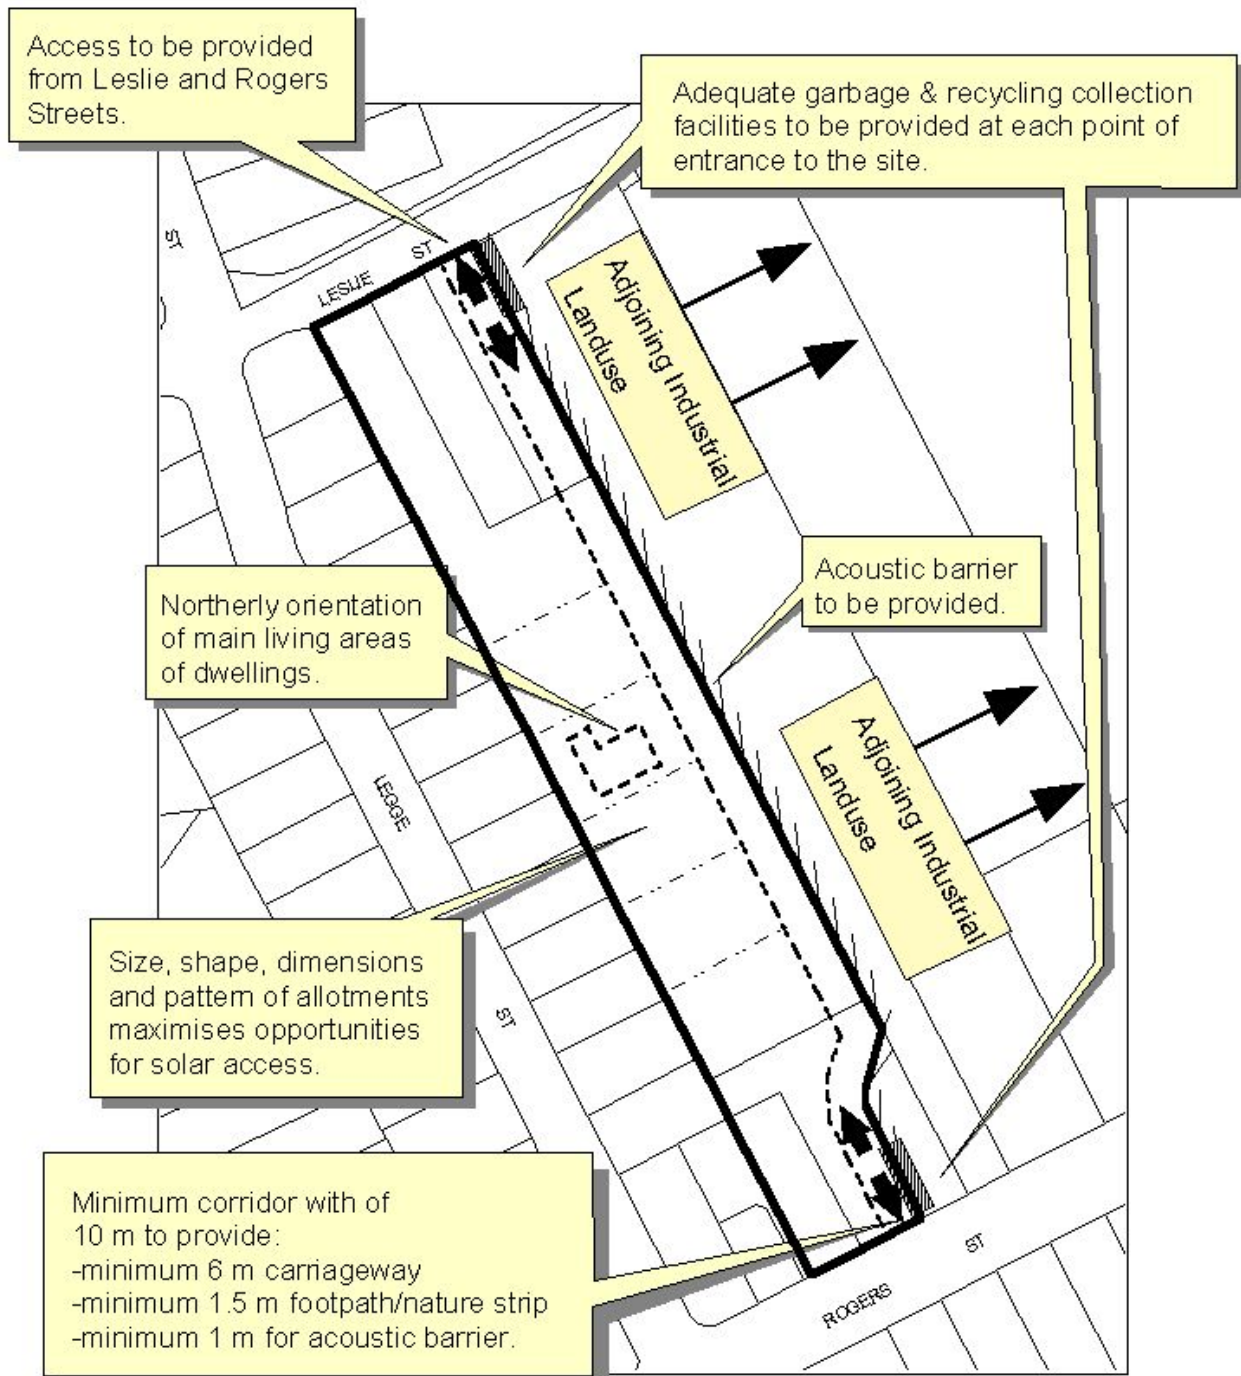 Access to be provided
from Leslie and Rogers
Streets.
Adequate garbage & recycling collection
facilities to be provided at each point of
entrance to the site.
ST
LESLIE ST
Adjoining Industrial
Landuse
Acoustic barrier
to be provided.
Northerly orientation
of main living areas
of dwellings.
Adjoining Industrial
Landuse
LEGGE ST
Size, shape, dimensions
and pattern of allotments
maximises opportunities
for solar access.
Minimum corridor with of
10 m to provide:
-minimum 6 m carriageway
-minimum 1.5 m footpath/nature strip
-minimum 1 m for acoustic barrier.
ROGERS ST